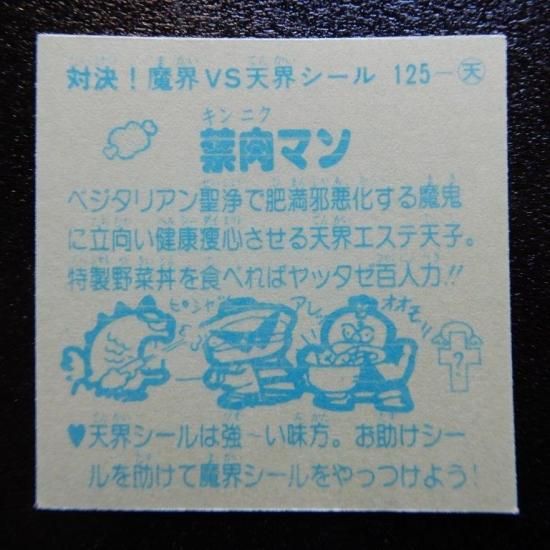 対決！魔界VS天界シール 125－天
キンニク
菜肉マン
ベジタリアン聖浄で肥満邪悪化する魔鬼
に立向い健康痩心させる天界エステ天子。
特製野菜丼を食べればヤッタゼ百人力!!
ピシャッ アレ オオモリ
?
♥天界シールは強〜い味方。お助けシー
ルを助けて魔界シールをやっつけよう！